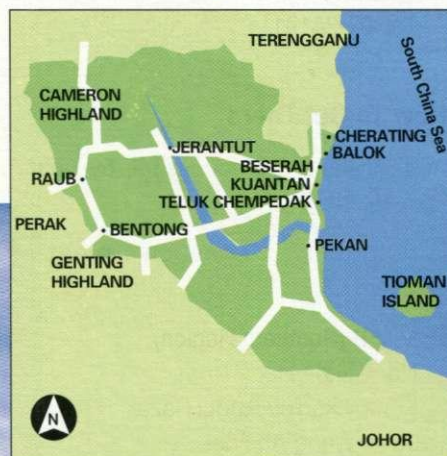 TERENGGANU
South China Sea
CAMERON
HIGHLAND
CHERATING
BALOK
JERANTUT
BESERAH
KUANTAN
RAUB
TELUK CHEMPEDAK
PERAK
BENTONG
PEKAN
GENTING
HIGHLAND
TIOMAN
ISLAND
N
JOHOR